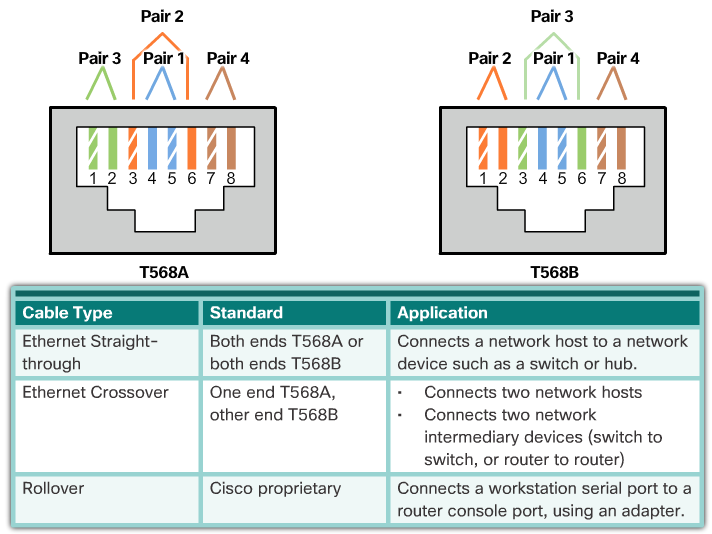 Pair 2
Pair 3
Pair 1
Pair 4
1 2 3 4 5 6 7 8
T568A
Pair 3
Pair 2
Pair 1
Pair 4
1 2 3 4 5 6 7 8
T568B
Cable Type
Standard
Application
Ethernet Straight-
through
Both ends T568A or
both ends T568B
Connects a network host to a network
device such as a switch or hub.
Ethernet Crossover
One end T568A,
other end T568B
· Connects two network hosts
· Connects two network
intermediary devices (switch to
switch, or router to router)
Rollover
Cisco proprietary
Connects a workstation serial port to a
router console port, using an adapter.